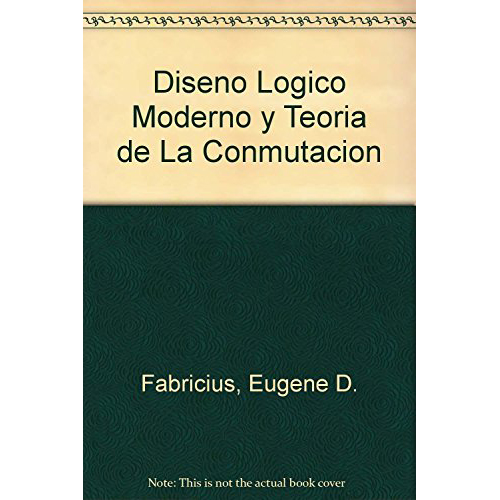 Diseno Logico
Moderno y Teoria
de La Conmutacion
Fabricius, Eugene D.
Note: This is not the actual book cover